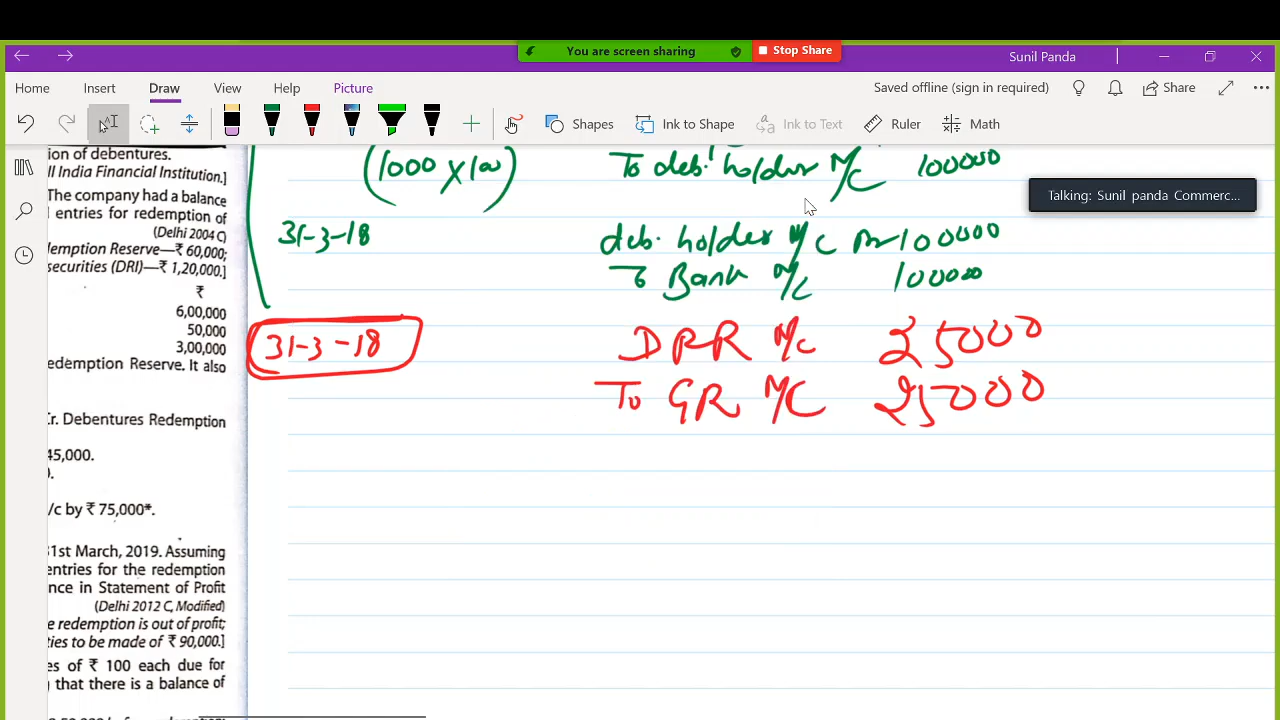 You are screen sharing
Stop Share
Sunil Panda
Home Insert Draw View Help Picture
Saved offline (sign in required)
Share
Shapes
Ink to Shape
Ink to Text
Ruler
Math
Talking: Sunil panda Commerc...
ion of debentures.
ll India Financial Institution.]
The company had a balance
l entries for redemption of
(Delhi 2004 C)
demption Reserve—₹ 60,000;
securities (DRI)—₹ 1,20,000.]
₹
6,00,000
50,000
3,00,000
edemption Reserve. It also
Cr. Debentures Redemption
45,000.
/c by ₹ 75,000*.
31st March, 2019. Assuming
entries for the redemption
nce in Statement of Profit
(Delhi 2012 C, Modified)
e redemption is out of profit;
ties to be made of ₹ 90,000.]
es of ₹ 100 each due for
that there is a balance of
(1000 X 100) To deb. holder A/C 100000
31-3-18 deb. holder A/C Dr 100000
To Bank A/C 100000
31-3-18 DRR A/c 25000
To GR A/C 25000